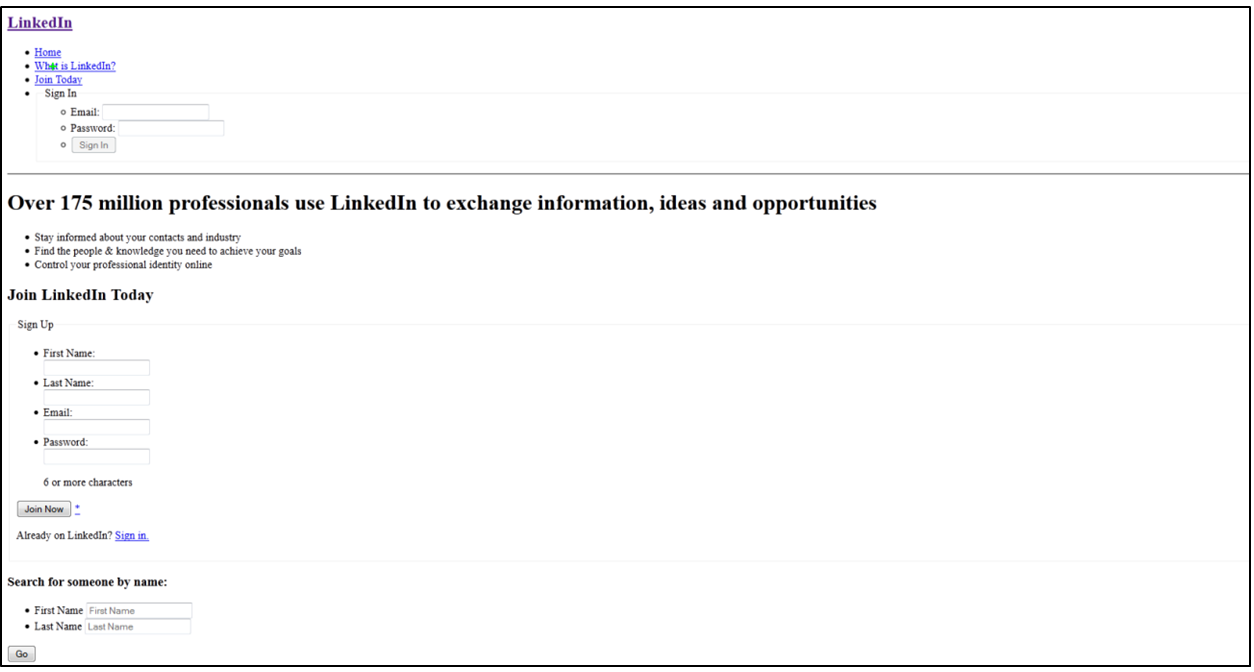 LinkedIn
Home
What is LinkedIn?
Join Today
Sign In
Email:
Password:
Sign In
Over 175 million professionals use LinkedIn to exchange information, ideas and opportunities
Stay informed about your contacts and industry
Find the people & knowledge you need to achieve your goals
Control your professional identity online
Join LinkedIn Today
Sign Up
First Name:
Last Name:
Email:
Password:
6 or more characters
Join Now *
Already on LinkedIn? Sign in.
Search for someone by name:
First Name First Name
Last Name Last Name
Go